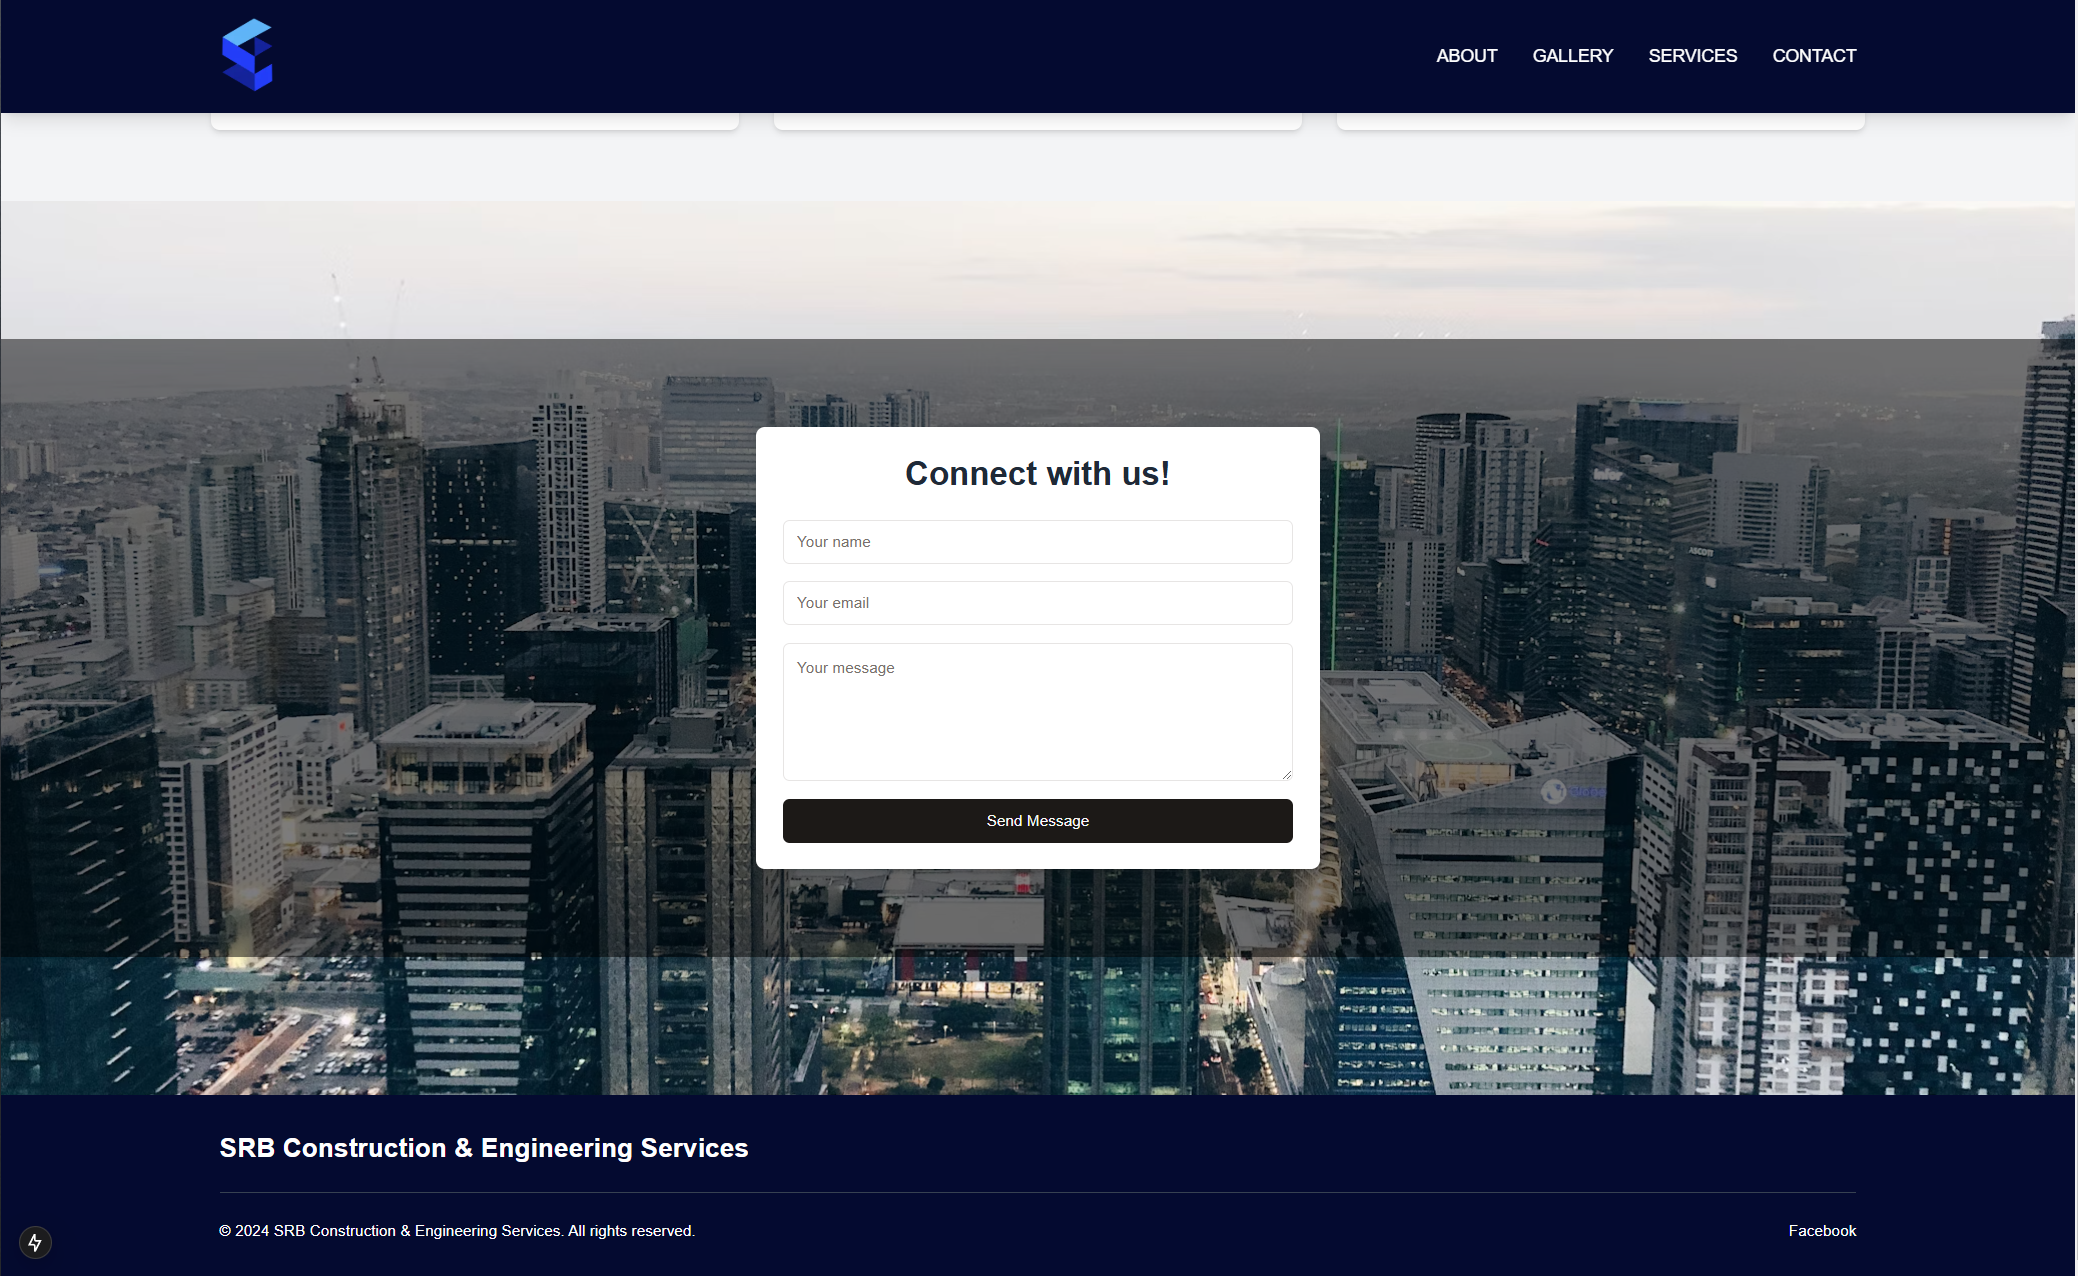 ABOUT GALLERY SERVICES CONTACT
Connect with us!
Your name
Your email
ASCOTT
Your message
Send Message
SRB Construction & Engineering Services
© 2024 SRB Construction & Engineering Services. All rights reserved.
Facebook